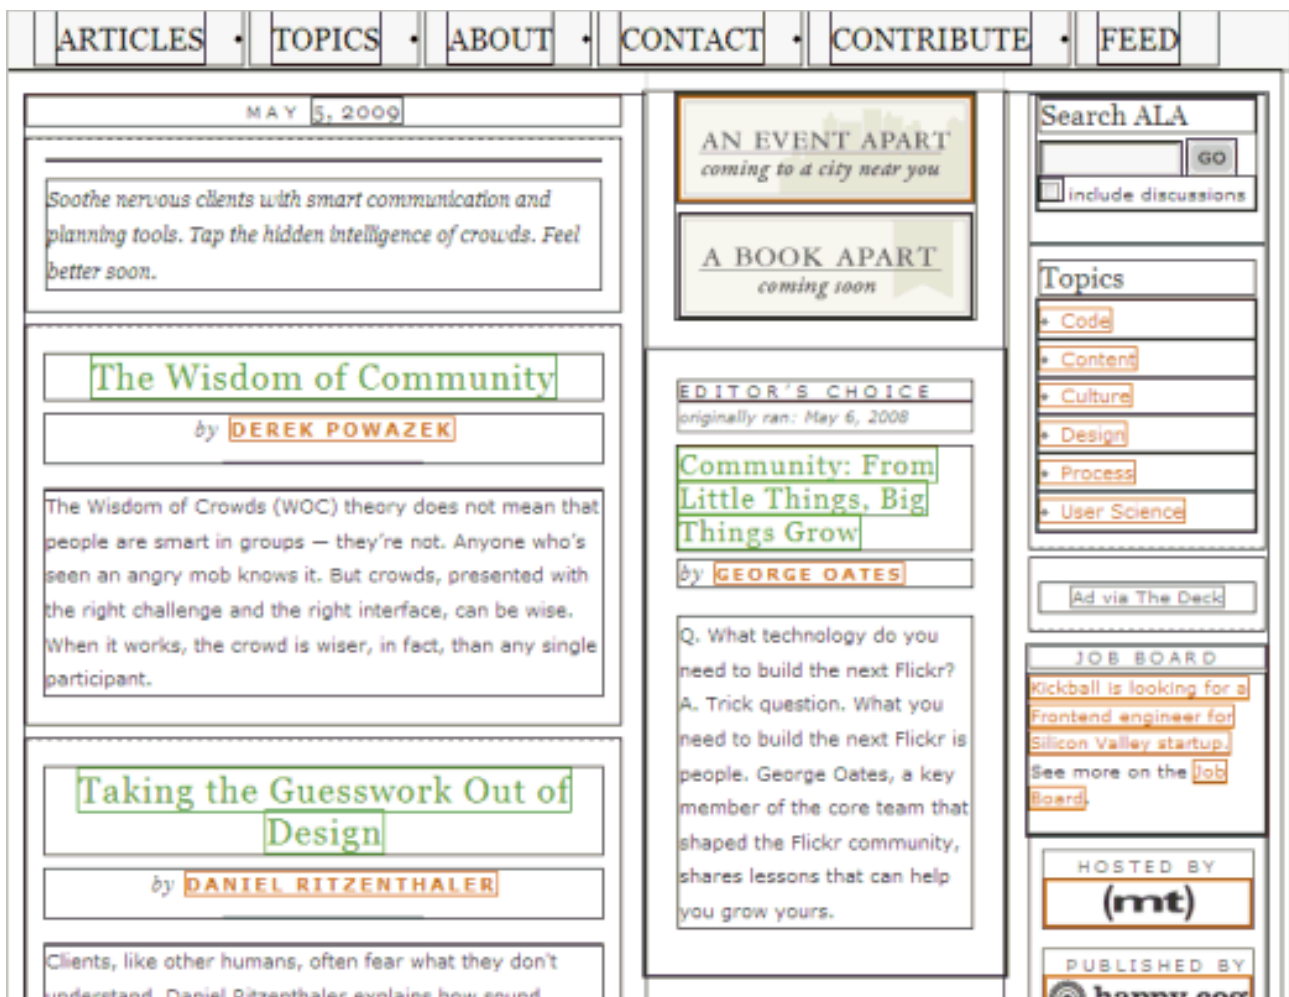 ARTICLES • TOPICS • ABOUT • CONTACT • CONTRIBUTE • FEED
MAY 5, 2009
Soothe nervous clients with smart communication and
planning tools. Tap the hidden intelligence of crowds. Feel
better soon.
The Wisdom of Community
by DEREK POWAZEK
The Wisdom of Crowds (WOC) theory does not mean that
people are smart in groups — they’re not. Anyone who’s
seen an angry mob knows it. But crowds, presented with
the right challenge and the right interface, can be wise.
When it works, the crowd is wiser, in fact, than any single
participant.
Taking the Guesswork Out of
Design
by DANIEL RITZENTHALER
Clients, like other humans, often fear what they don’t
understand. Daniel Ritzenthaler explains how sound
AN EVENT APART
coming to a city near you
A BOOK APART
coming soon
EDITOR’S CHOICE
originally ran: May 6, 2008
Community: From
Little Things, Big
Things Grow
by GEORGE OATES
Q. What technology do you
need to build the next Flickr?
A. Trick question. What you
need to build the next Flickr is
people. George Oates, a key
member of the core team that
shaped the Flickr community,
shares lessons that can help
you grow yours.
Search ALA
GO
include discussions
Topics
+ Code
+ Content
+ Culture
+ Design
+ Process
+ User Science
Ad via The Deck
JOB BOARD
Kickball is looking for a
Frontend engineer for
Silicon Valley startup.
See more on the Job
Board.
HOSTED BY
(mt)
PUBLISHED BY
happy cog